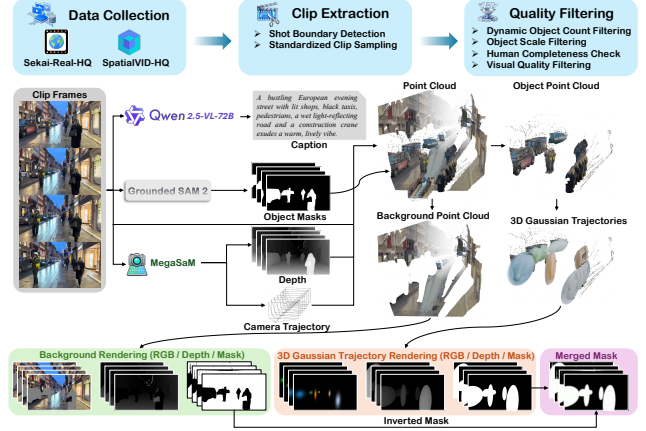 Data Collection
Sekai-Real-HQ
SpatialVID-HQ
Clip Extraction
➤ Shot Boundary Detection
➤ Standardized Clip Sampling
Quality Filtering
➤ Dynamic Object Count Filtering
➤ Object Scale Filtering
➤ Human Completeness Check
➤ Visual Quality Filtering
Clip Frames
Qwen 2.5-VL-72B
A bustling European evening
street with lit shops, black taxis,
pedestrians, a wet light-reflecting
road and a construction crane
exudes a warm, lively vibe.
Caption
Grounded SAM 2
Object Masks
MegaSaM
Depth
Camera Trajectory
Point Cloud
Object Point Cloud
Background Point Cloud
3D Gaussian Trajectories
Background Rendering (RGB / Depth / Mask)
3D Gaussian Trajectory Rendering (RGB / Depth / Mask)
Merged Mask
Inverted Mask